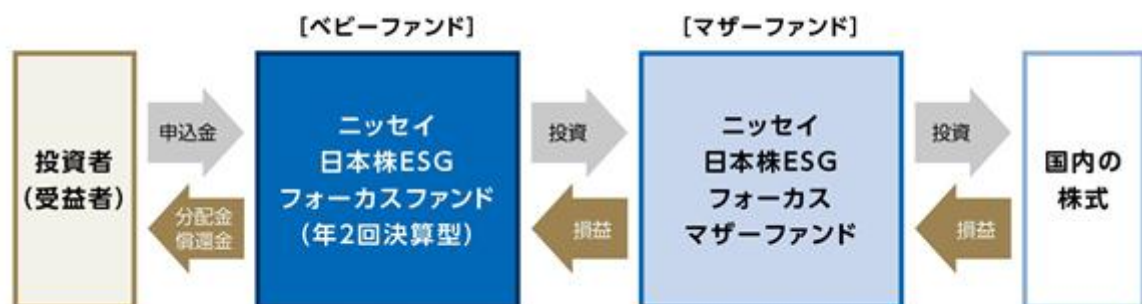 [ベビーファンド]
[マザーファンド]
投資者
(受益者)
申込金
分配金
償還金
ニッセイ
日本株ESG
フォーカスファンド
(年2回決算型)
投資
損益
ニッセイ
日本株ESG
フォーカス
マザーファンド
投資
損益
国内の
株式